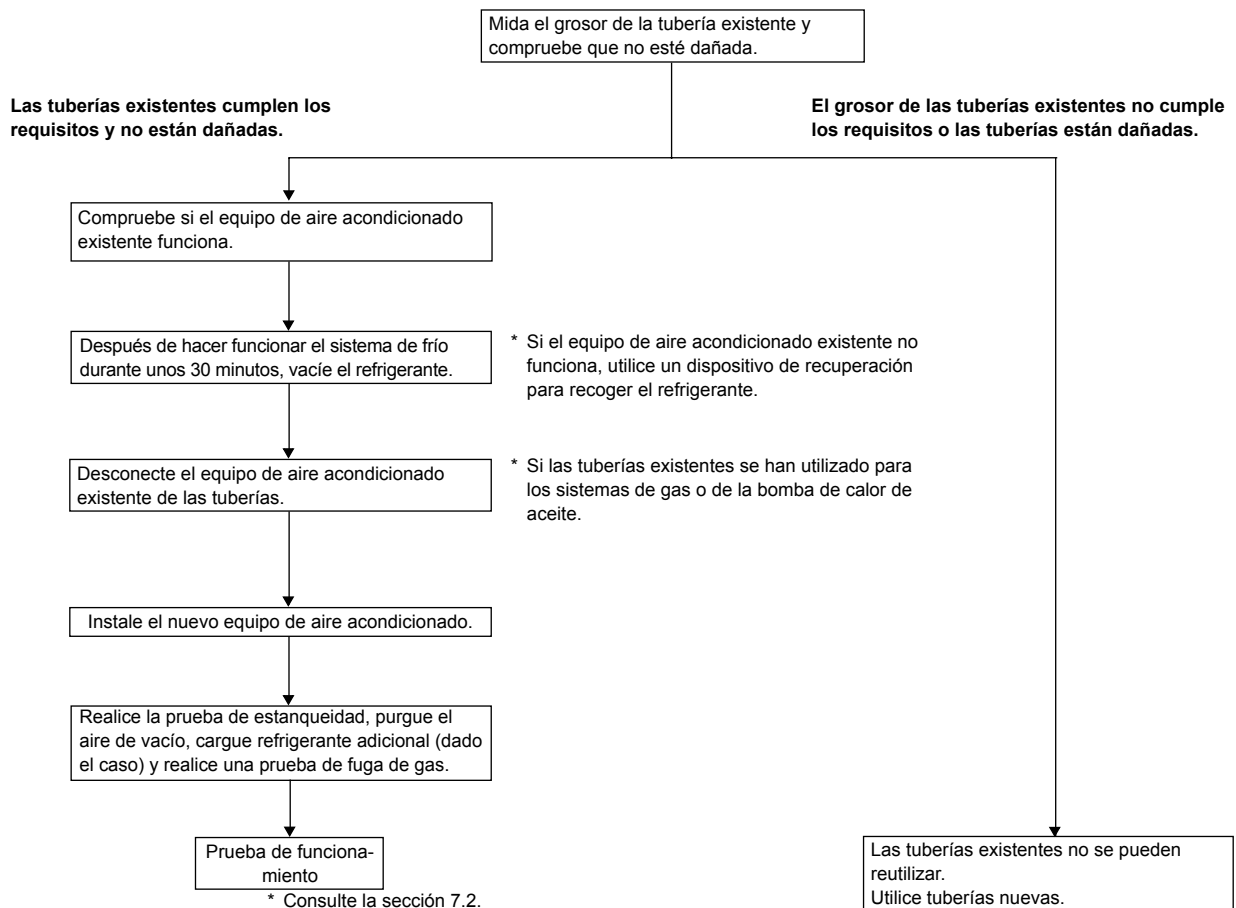 Mida el grosor de la tubería existente y
compruebe que no esté dañada.
Las tuberías existentes cumplen los
requisitos y no están dañadas.
El grosor de las tuberías existentes no cumple
los requisitos o las tuberías están dañadas.
Compruebe si el equipo de aire acondicionado
existente funciona.
Después de hacer funcionar el sistema de frío
durante unos 30 minutos, vacíe el refrigerante.
* Si el equipo de aire acondicionado existente no
funciona, utilice un dispositivo de recuperación
para recoger el refrigerante.
Desconecte el equipo de aire acondicionado
existente de las tuberías.
* Si las tuberías existentes se han utilizado para
los sistemas de gas o de la bomba de calor de
aceite.
Instale el nuevo equipo de aire acondicionado.
Realice la prueba de estanqueidad, purgue el
aire de vacío, cargue refrigerante adicional (dado
el caso) y realice una prueba de fuga de gas.
Prueba de funciona-
miento
* Consulte la sección 7.2.
Las tuberías existentes no se pueden
reutilizar.
Utilice tuberías nuevas.